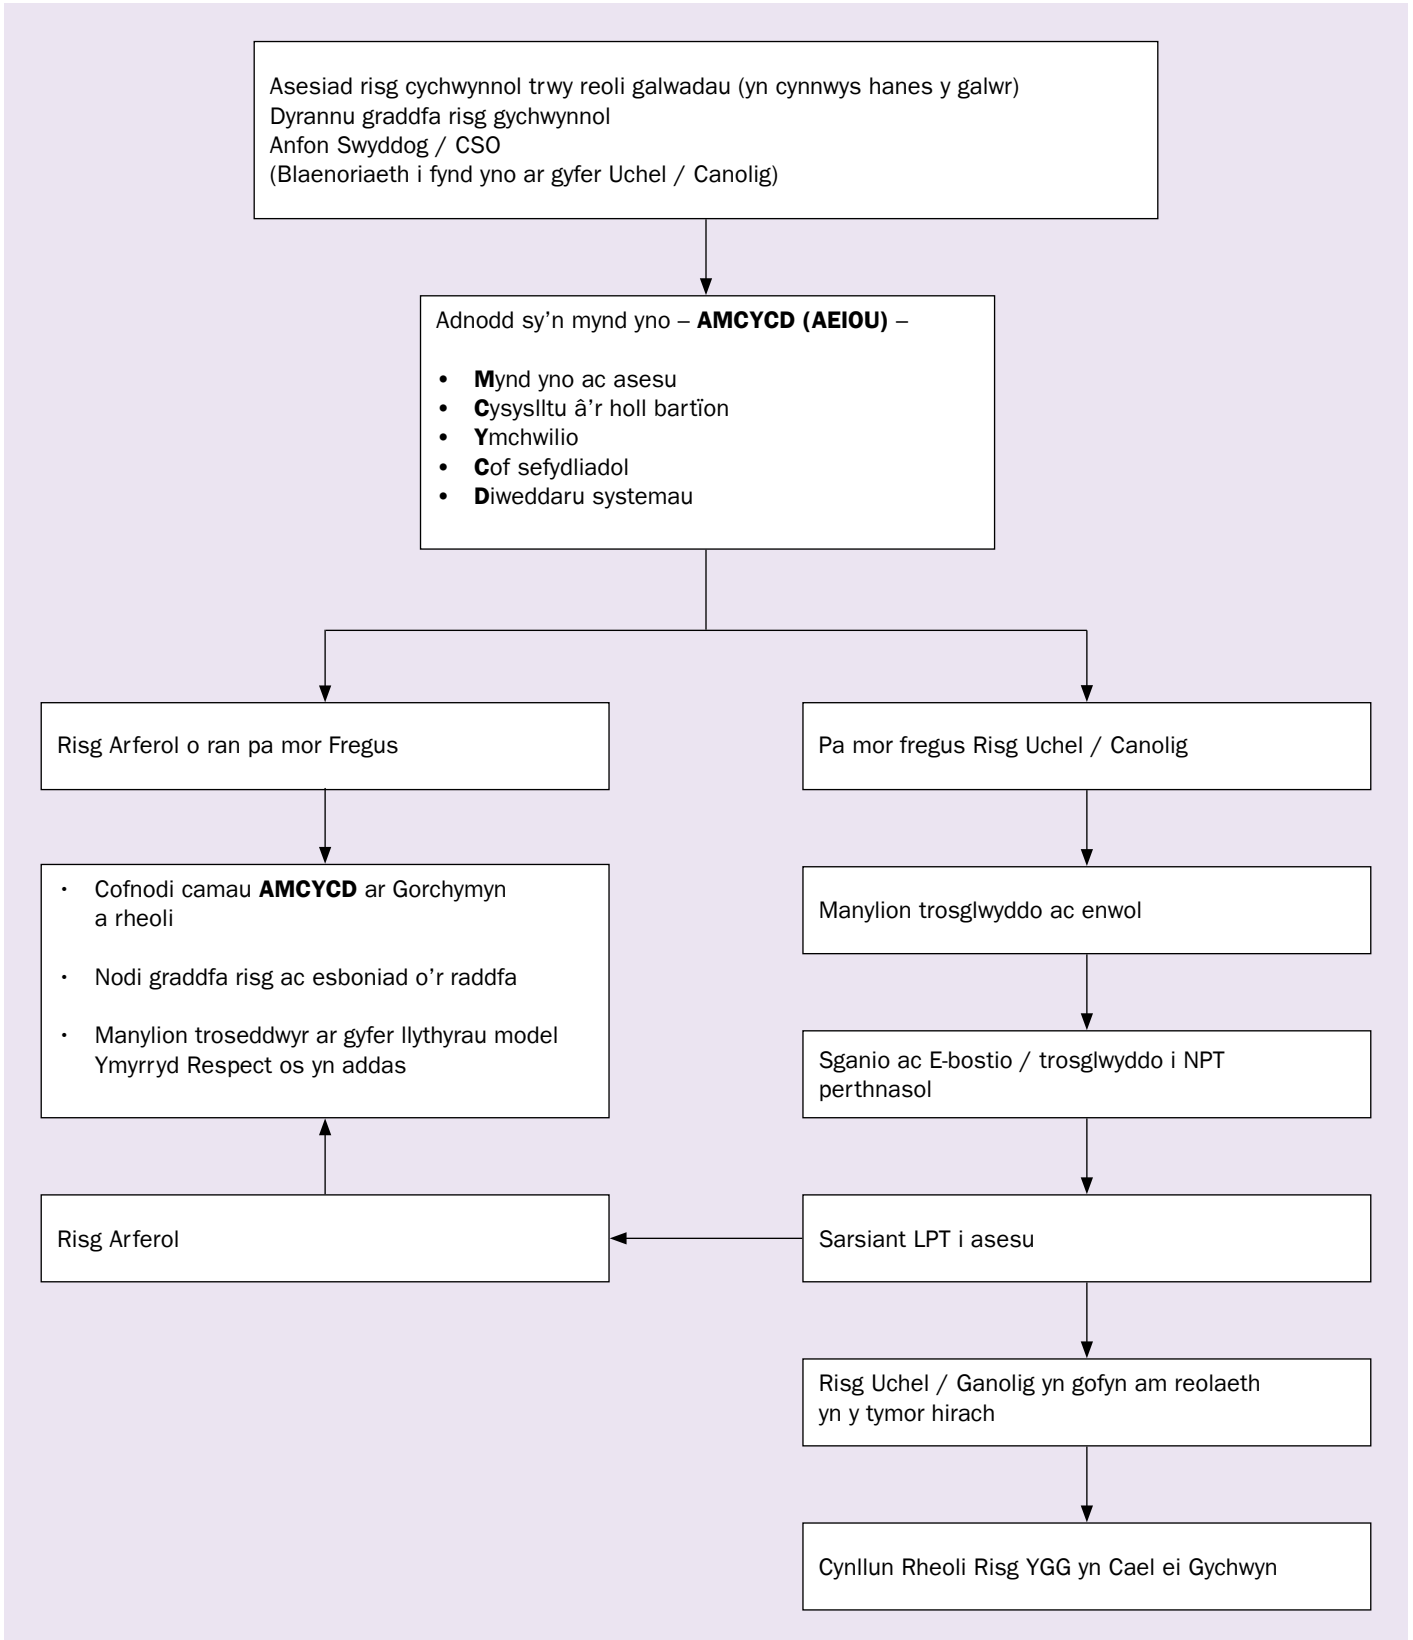 Asesiad risg cychwynnol trwy reoli galwadau (yn cynnwys hanes y galwr)
Dyrannu graddfa risg gychwynnol
Anfon Swyddog / CSO
(Blaenoriaeth i fynd yno ar gyfer Uchel / Canolig)
Adnodd sy'n mynd yno – AMCYCD (AEIOU) –
• Mynd yno ac asesu
• Cysyslltu â'r holl bartïon
• Ymchwilio
• Cof sefydliadol
• Diweddaru systemau
Risg Arferol o ran pa mor Fregus
Pa mor fregus Risg Uchel / Canolig
· Cofnodi camau AMCYCD ar Gorchymyn
a rheoli
· Nodi graddfa risg ac esboniad o'r raddfa
· Manylion troseddwyr ar gyfer llythyrau model
Ymyrryd Respect os yn addas
Manylion trosglwyddo ac enwol
Sganio ac E-bostio / trosglwyddo i NPT
perthnasol
Risg Arferol
Sarsiant LPT i asesu
Risg Uchel / Ganolig yn gofyn am reolaeth
yn y tymor hirach
Cynllun Rheoli Risg YGG yn Cael ei Gychwyn